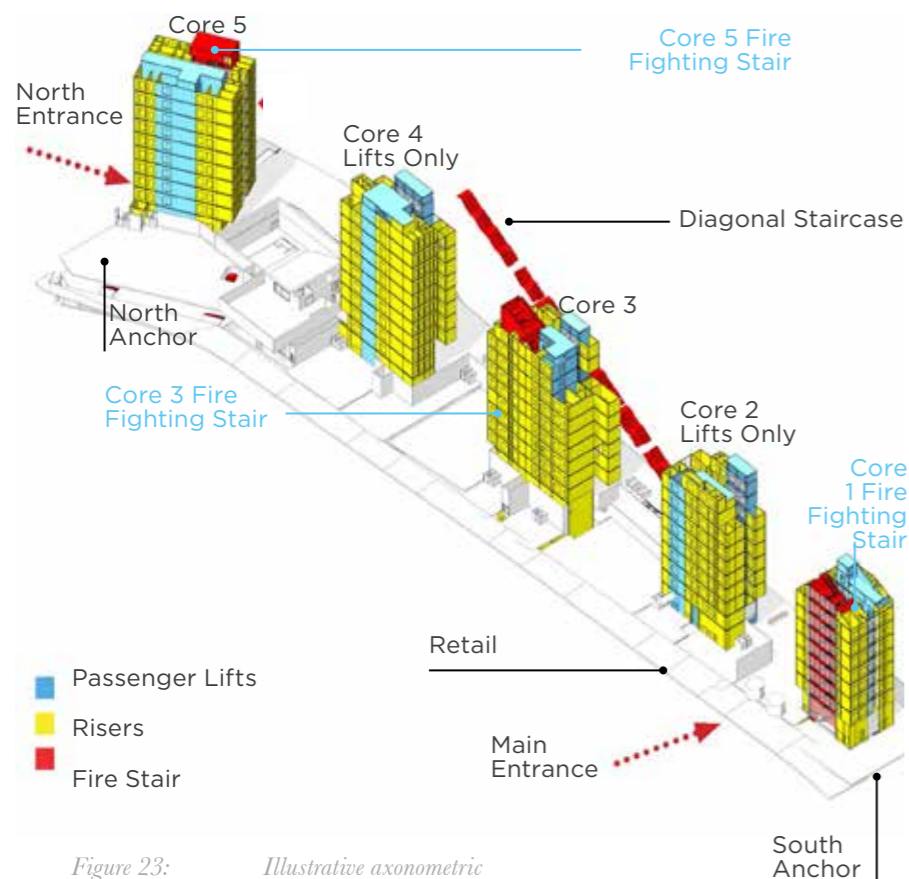 Core 5
Core 5 Fire
Fighting Stair
North
Entrance
Core 4
Lifts Only
Diagonal Staircase
North
Anchor
Core 3
Core 3 Fire
Fighting Stair
Core 2
Lifts Only
Core
1 Fire
Fighting
Stair
Retail
Passenger Lifts
Risers
Fire Stair
Main
Entrance
South
Anchor
Figure 23: Illustrative axonometric